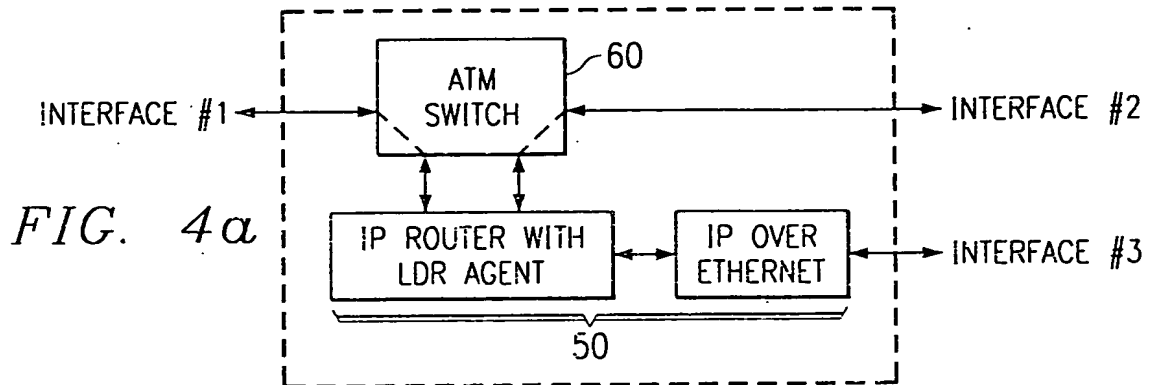 ATM
SWITCH
60
INTERFACE #1
INTERFACE #2
FIG. 4a
IP ROUTER WITH
LDR AGENT
IP OVER
ETHERNET
INTERFACE #3
50